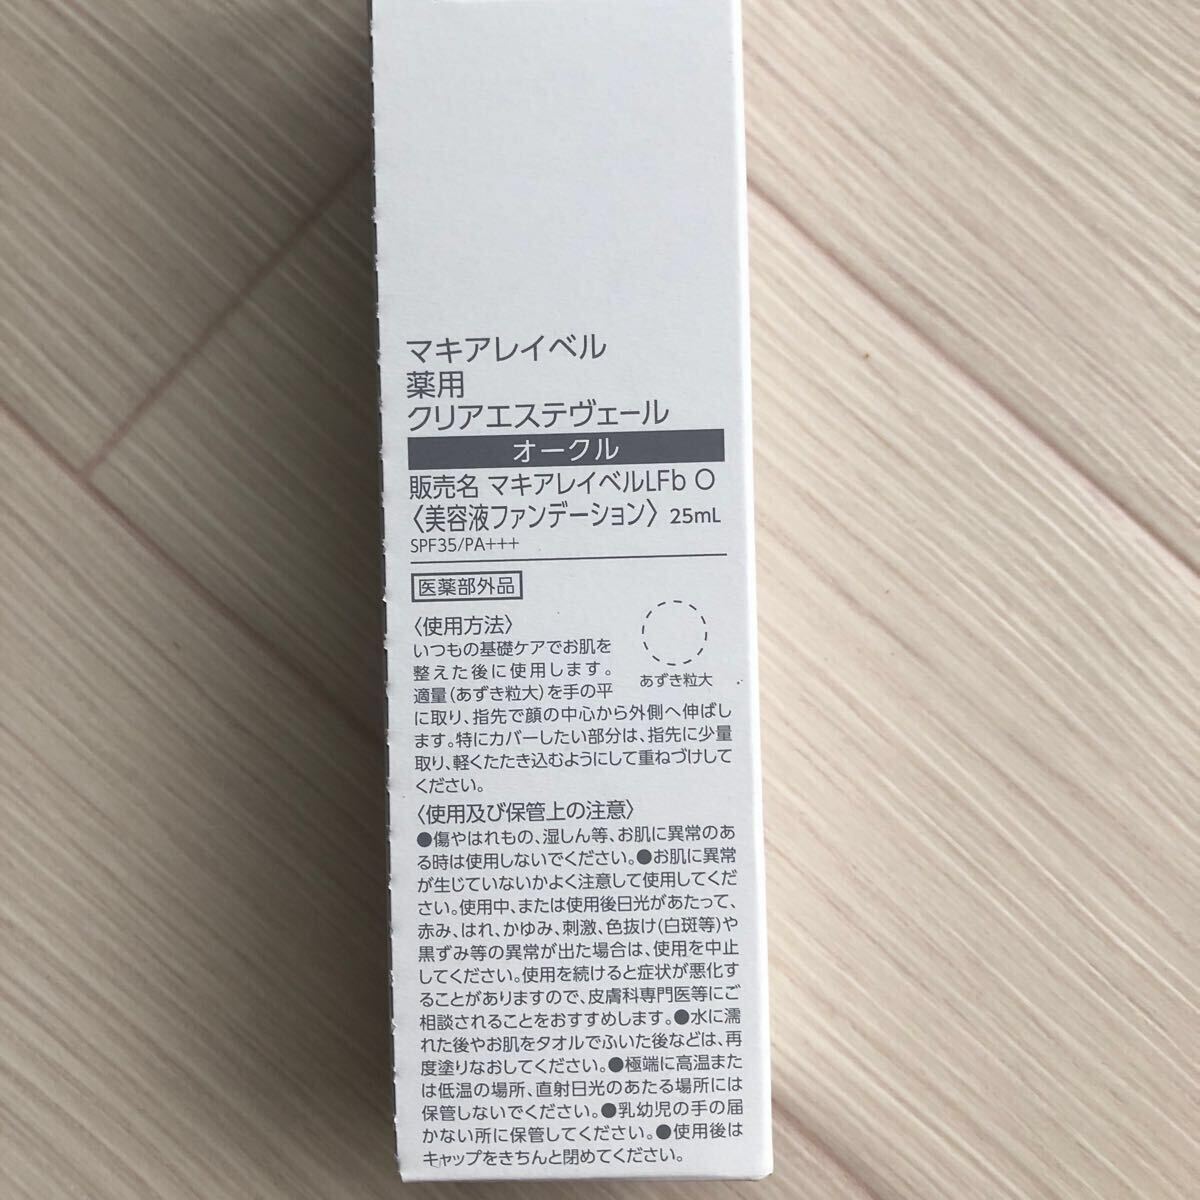 マキアレイベル
薬用
クリアエステヴェール
オークル
販売名 マキアレイベルLFb O
〈美容液ファンデーション〉 25mL
SPF35/PA+++
医薬部外品
〈使用方法〉
いつもの基礎ケアでお肌を
整えた後に使用します。
適量(あずき粒大)を手の平
に取り、指先で顔の中心から外側へ伸ばし
ます。特にカバーしたい部分は、指先に少量
取り、軽くたたき込むようにして重ねづけして
ください。
あずき粒大
〈使用及び保管上の注意〉
●傷やはれもの、湿しん等、お肌に異常のあ
る時は使用しないでください。●お肌に異常
が生じていないかよく注意して使用してくだ
さい。使用中、または使用後日光があたって、
赤み、はれ、かゆみ、刺激、色抜け(白斑等)や
黒ずみ等の異常が出た場合は、使用を中止
してください。使用を続けると症状が悪化す
ることがありますので、皮膚科専門医等にご
相談されることをおすすめします。●水に濡
れた後やお肌をタオルでふいた後などは、再
度塗りなおしてください。●極端に高温また
は低温の場所、直射日光のあたる場所には
保管しないでください。●乳幼児の手の届
かない所に保管してください。●使用後は
キャップをきちんと閉めてください。